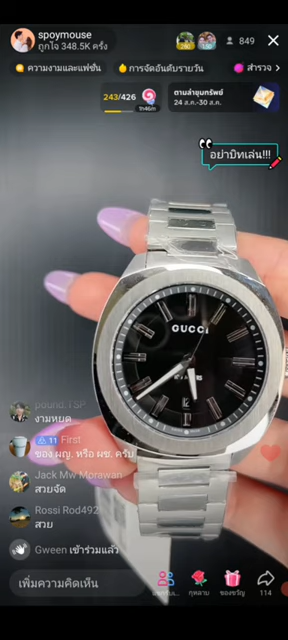 spoymouse
ถูกใจ 348.5K ครั้ง
849
ความงามและแฟชั่น
การจัดอันดับรายวัน
สำรวจ
243/426
1h46m
ตามล่าขุมทรัพย์
24 ส.ค.-30 ส.ค.
อย่าบิทเล่น!!!
GUCCI
pound.TSP
งามหยด
11 First
ของ ผญ. หรือ ผช. ครับ
Jack Mw Morawan
สวยจัด
Rossi Rod492
สวย
Gween เข้าร่วมแล้ว
เพิ่มความคิดเห็น
กุหลาบ
ของขวัญ
114